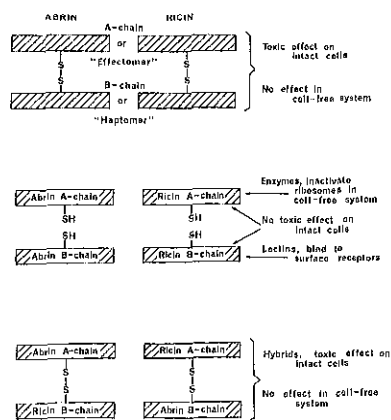 ABRIN RICIN
A-chain
or
"Effectomer"
S S
S S
B-chain
or
"Haptomer"
Toxic effect on
intact cells
No effect in
cell-free system
Abrin A-chain Ricin A-chain
SH SH
SH SH
Abrin B-chain Ricin B-chain
Enzymes, inactivate
ribosomes in
cell-free system
No toxic effect on
intact cells
Lectins, bind to
surface receptors
Abrin A-chain Ricin A-chain
S S
S S
Ricin B-chain Abrin B-chain
Hybrids, toxic effect on
intact cells
No effect in cell-free
system